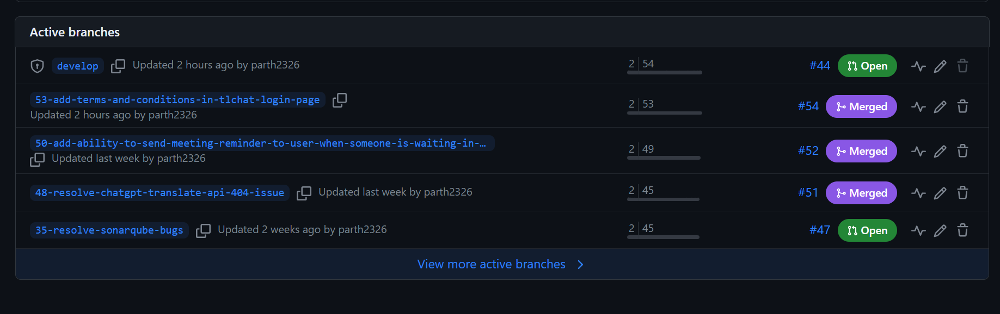 Active branches
develop Updated 2 hours ago by parth2326 2 54 #44 Open
53-add-terms-and-conditions-in-tlchat-login-page 2 53 #54 Merged
Updated 2 hours ago by parth2326
50-add-ability-to-send-meeting-reminder-to-user-when-someone-is-waiting-in-… 2 49 #52 Merged
Updated last week by parth2326
48-resolve-chatgpt-translate-api-404-issue Updated last week by parth2326 2 45 #51 Merged
35-resolve-sonarqube-bugs Updated 2 weeks ago by parth2326 2 45 #47 Open
View more active branches